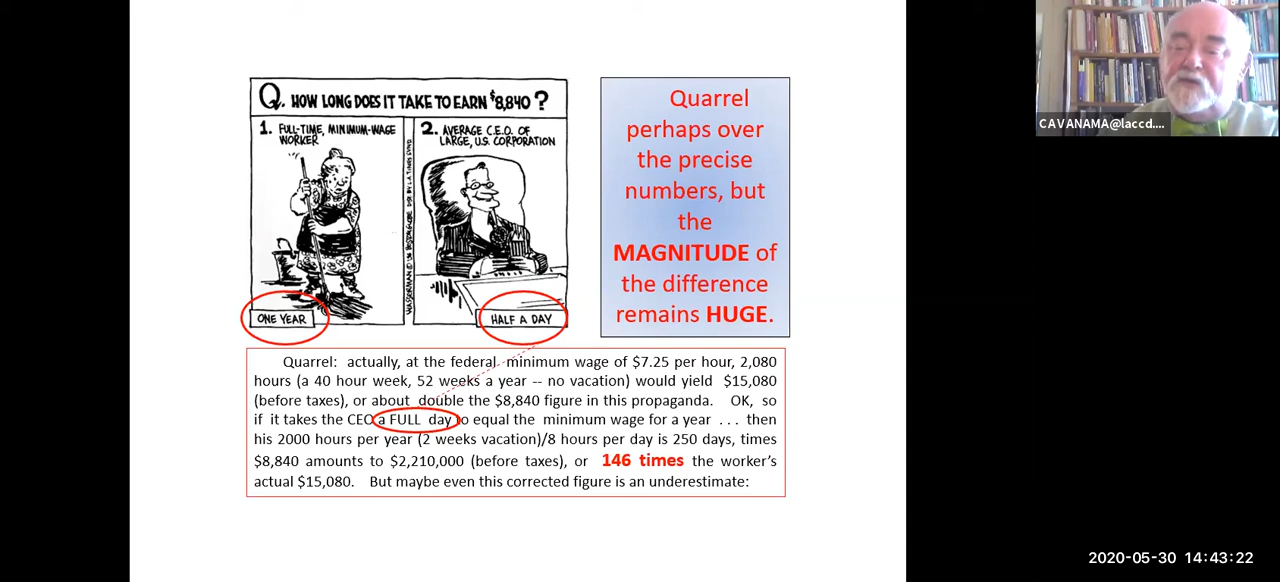 Q. HOW LONG DOES IT TAKE TO EARN $8,840?
1. FULL-TIME, MINIMUM-WAGE
WORKER
2. AVERAGE C.E.O. OF
LARGE, U.S. CORPORATION
ONE YEAR
HALF A DAY
Quarrel
perhaps over
the precise
numbers, but
the
MAGNITUDE of
the difference
remains HUGE.
Quarrel: actually, at the federal minimum wage of $7.25 per hour, 2,080
hours (a 40 hour week, 52 weeks a year -- no vacation) would yield $15,080
(before taxes), or about double the $8,840 figure in this propaganda. OK, so
if it takes the CEO a FULL day to equal the minimum wage for a year . . . then
his 2000 hours per year (2 weeks vacation)/8 hours per day is 250 days, times
$8,840 amounts to $2,210,000 (before taxes), or 146 times the worker's
actual $15,080. But maybe even this corrected figure is an underestimate:
CAVANAMA@laccd....
2020-05-30 14:43:22